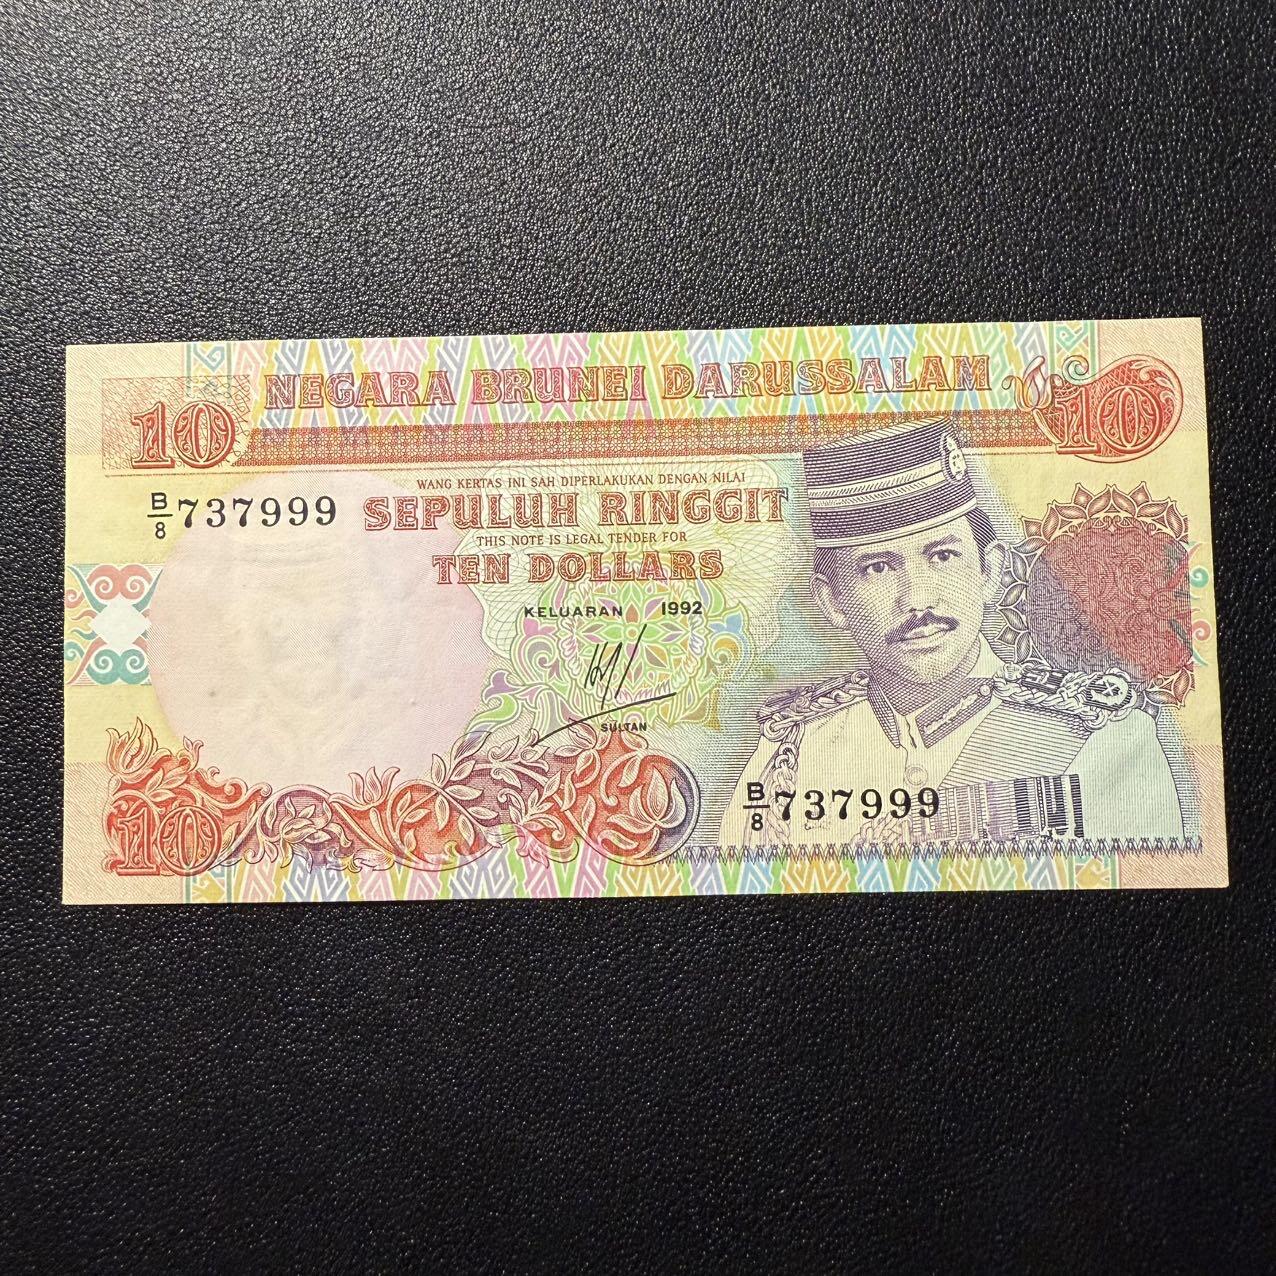 NEGARA BRUNEI DARUSSALAM
10
10
B/8 737999
WANG KERTAS INI SAH DIPERLAKUKAN DENGAN NILAI
SEPULUH RINGGIT
THIS NOTE IS LEGAL TENDER FOR
TEN DOLLARS
KELUARAN 1992
SULTAN
B/8 737999
10